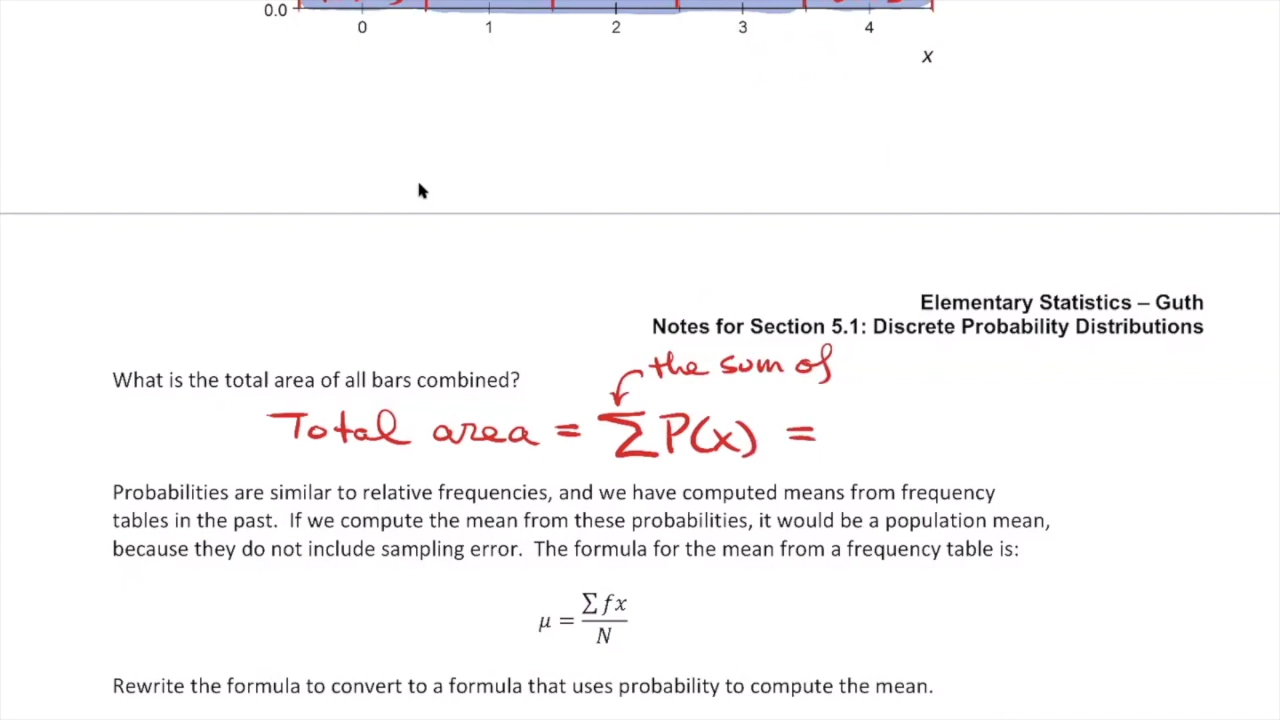 0.0
0 1 2 3 4
x
Elementary Statistics – Guth
Notes for Section 5.1: Discrete Probability Distributions
the sum of
What is the total area of all bars combined?
Total area = ΣP(x) =
Probabilities are similar to relative frequencies, and we have computed means from frequency
tables in the past. If we compute the mean from these probabilities, it would be a population mean,
because they do not include sampling error. The formula for the mean from a frequency table is:
μ = Σfx / N
Rewrite the formula to convert to a formula that uses probability to compute the mean.